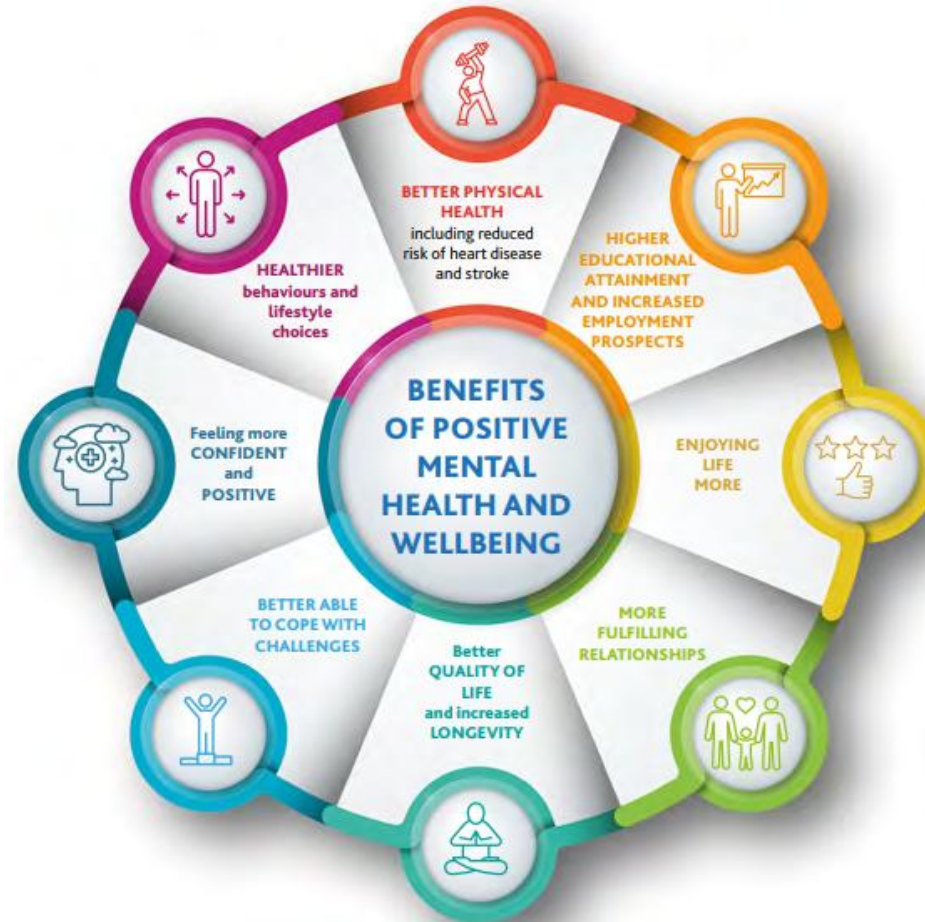 BENEFITS
OF POSITIVE
MENTAL
HEALTH AND
WELLBEING
BETTER PHYSICAL
HEALTH
including reduced
risk of heart disease
and stroke
HIGHER
EDUCATIONAL
ATTAINMENT
AND INCREASED
EMPLOYMENT
PROSPECTS
ENJOYING
LIFE
MORE
MORE
FULFILLING
RELATIONSHIPS
Better
QUALITY OF
LIFE
and increased
LONGEVITY
BETTER ABLE
TO COPE WITH
CHALLENGES
Feeling more
CONFIDENT
and
POSITIVE
HEALTHIER
behaviours and
lifestyle
choices